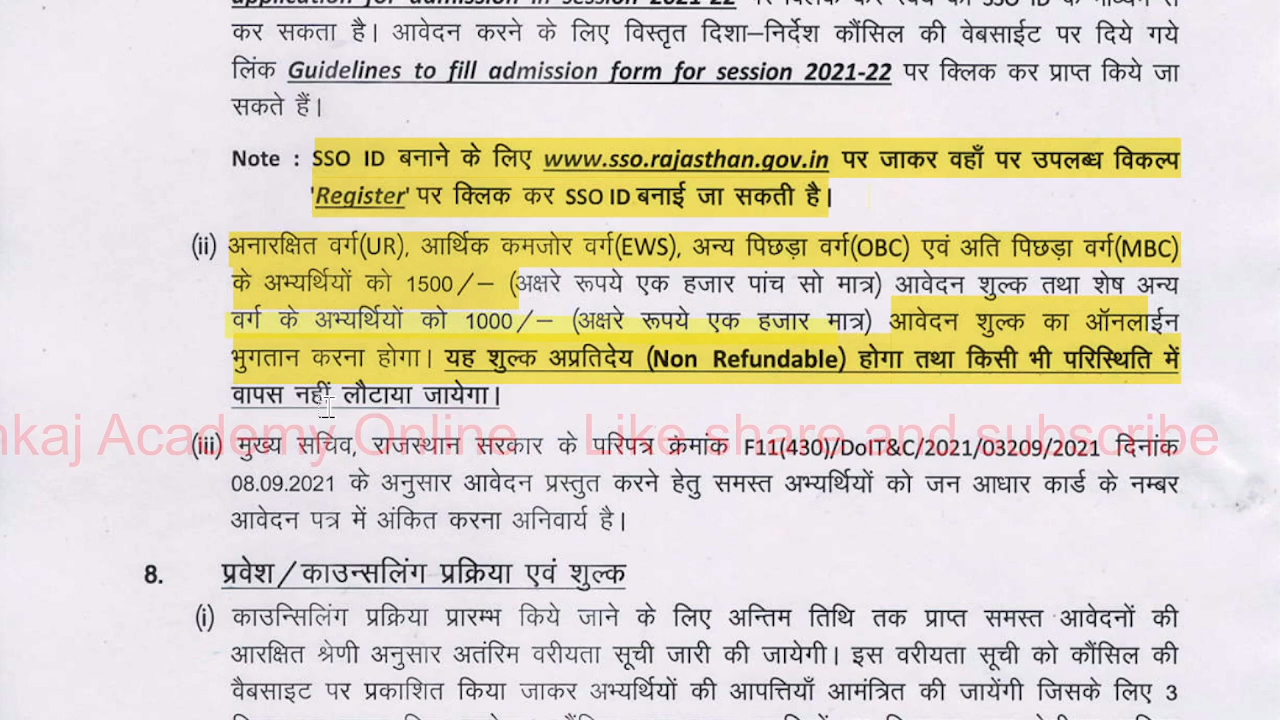 application for admission in session 2021-22 पर क्लिक कर स्वयं की SSO ID के माध्यम से
कर सकता है। आवेदन करने के लिए विस्तृत दिशा–निर्देश कौंसिल की वेबसाईट पर दिये गये
लिंक Guidelines to fill admission form for session 2021-22 पर क्लिक कर प्राप्त किये जा
सकते हैं।
Note : SSO ID बनाने के लिए www.sso.rajasthan.gov.in पर जाकर वहाँ पर उपलब्ध विकल्प
'Register' पर क्लिक कर SSO ID बनाई जा सकती है।
(ii) अनारक्षित वर्ग(UR), आर्थिक कमजोर वर्ग(EWS), अन्य पिछड़ा वर्ग(OBC) एवं अति पिछड़ा वर्ग(MBC)
के अभ्यर्थियों को 1500/– (अक्षरे रूपये एक हजार पांच सो मात्र) आवेदन शुल्क तथा शेष अन्य
वर्ग के अभ्यर्थियों को 1000/– (अक्षरे रूपये एक हजार मात्र) आवेदन शुल्क का ऑनलाईन
भुगतान करना होगा। यह शुल्क अप्रतिदेय (Non Refundable) होगा तथा किसी भी परिस्थिति में
वापस नहीं लौटाया जायेगा।
nkaj Academy Online Like share and subscribe
(iii) मुख्य सचिव, राजस्थान सरकार के परिपत्र क्रमांक F11(430)/DoIT&C/2021/03209/2021 दिनांक
08.09.2021 के अनुसार आवेदन प्रस्तुत करने हेतु समस्त अभ्यर्थियों को जन आधार कार्ड के नम्बर
आवेदन पत्र में अंकित करना अनिवार्य है।
8. प्रवेश/काउन्सलिंग प्रक्रिया एवं शुल्क
(i) काउन्सिलिंग प्रक्रिया प्रारम्भ किये जाने के लिए अन्तिम तिथि तक प्राप्त समस्त आवेदनों की
आरक्षित श्रेणी अनुसार अतंरिम वरीयता सूची जारी की जायेगी। इस वरीयता सूची को कौंसिल की
वैबसाइट पर प्रकाशित किया जाकर अभ्यर्थियों की आपत्तियाँ आमंत्रित की जायेंगी जिसके लिए 3